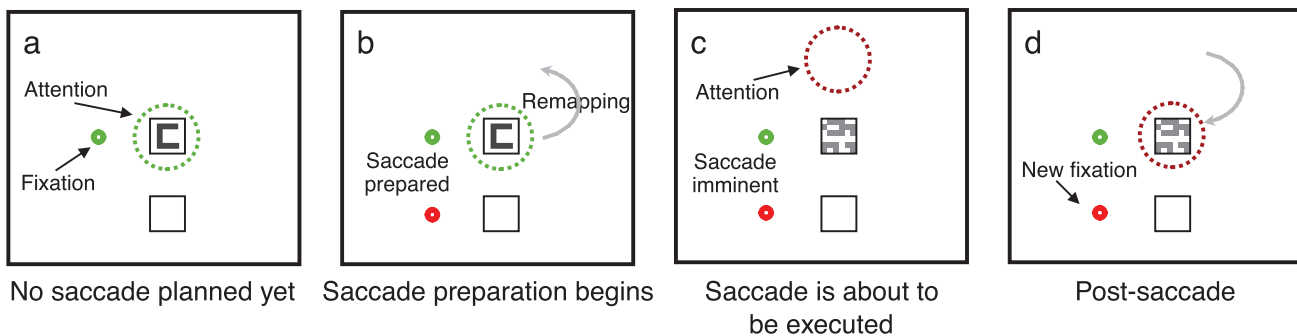 a
Attention
Fixation
No saccade planned yet
b
Remapping
Saccade
prepared
Saccade preparation begins
c
Attention
Saccade
imminent
Saccade is about to
be executed
d
New fixation
Post-saccade